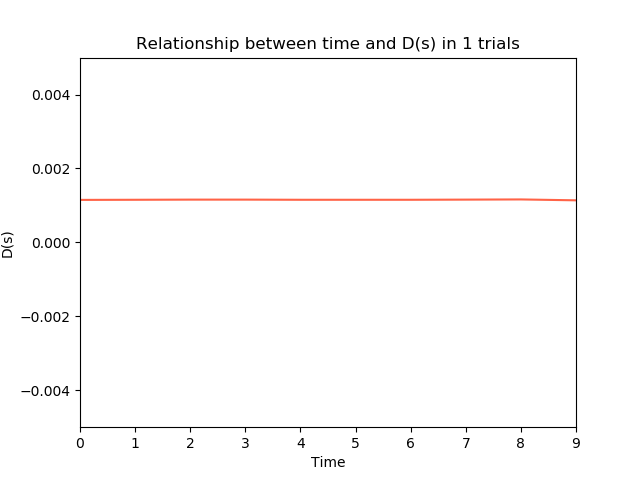 Relationship between time and D(s) in 1 trials
0.004
0.002
0.000
−0.002
−0.004
D(s)
0 1 2 3 4 5 6 7 8 9
Time